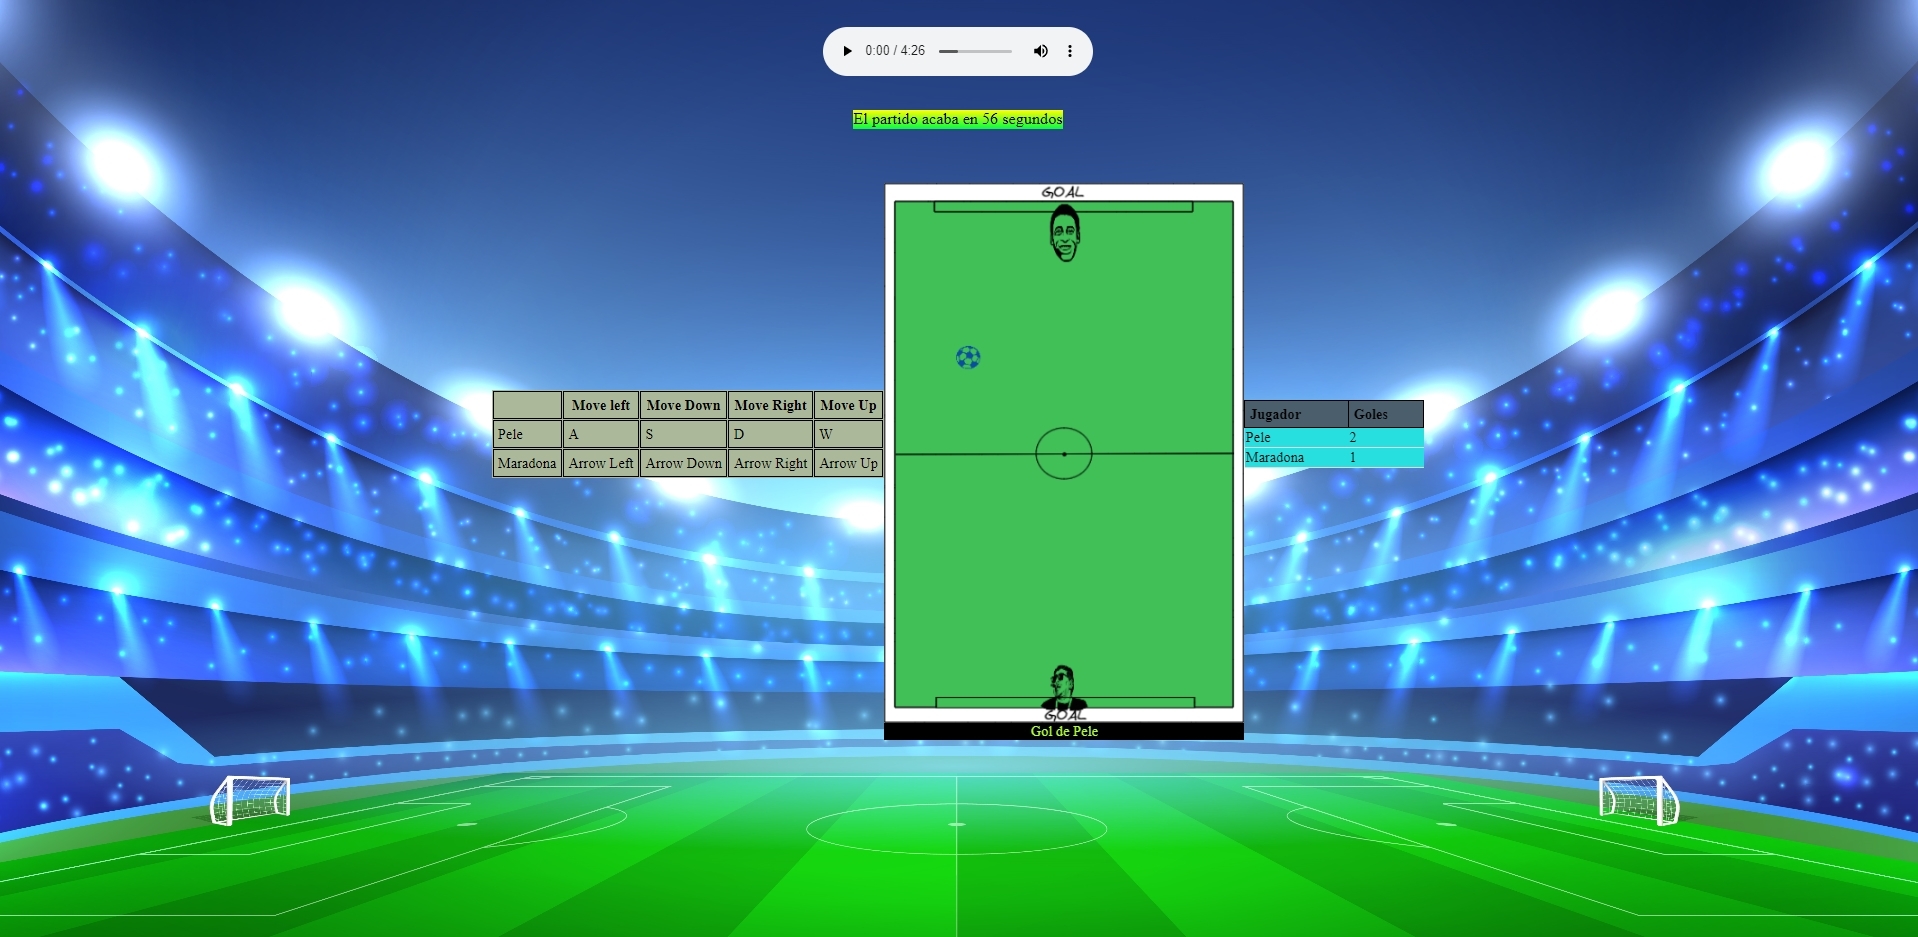 0:00 / 4:26
El partido acaba en 56 segundos
GOAL
Move left Move Down Move Right Move Up
Pele A S D W
Maradona Arrow Left Arrow Down Arrow Right Arrow Up
Jugador Goles
Pele 2
Maradona 1
GOAL
Gol de Pele